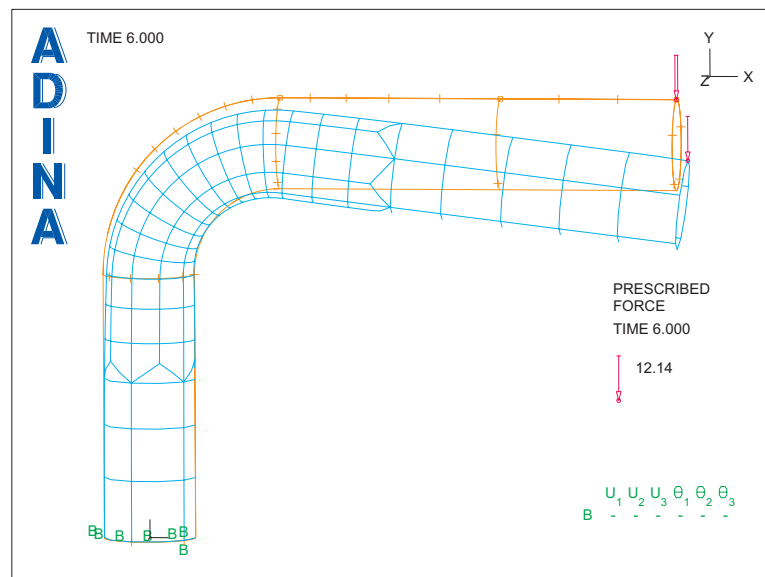 ADINA
TIME 6.000
Y
X
Z
PRESCRIBED
FORCE
TIME 6.000
12.14
U1 U2 U3 θ1 θ2 θ3
B - - - - - -
B B B B B B
B